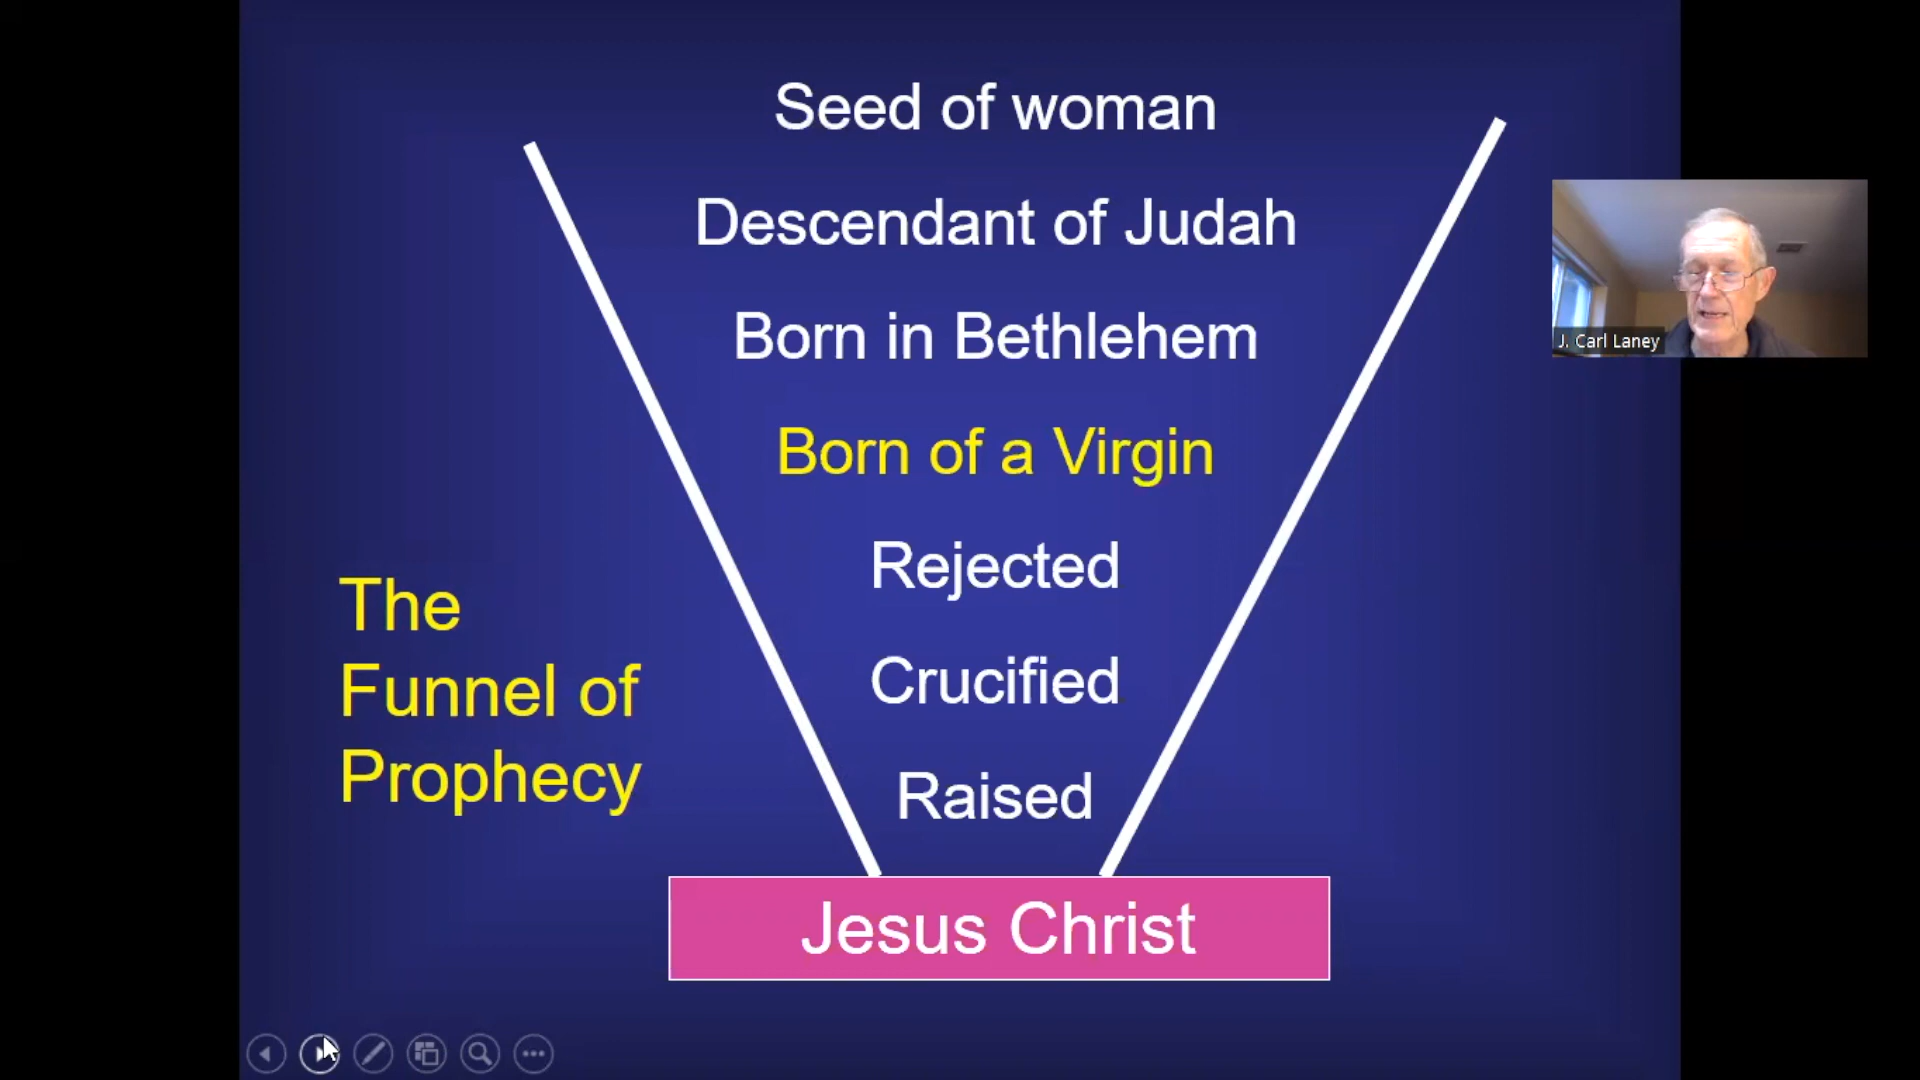 Seed of woman
Descendant of Judah
Born in Bethlehem
Born of a Virgin
Rejected
Crucified
Raised
Jesus Christ
The
Funnel of
Prophecy
J. Carl Laney